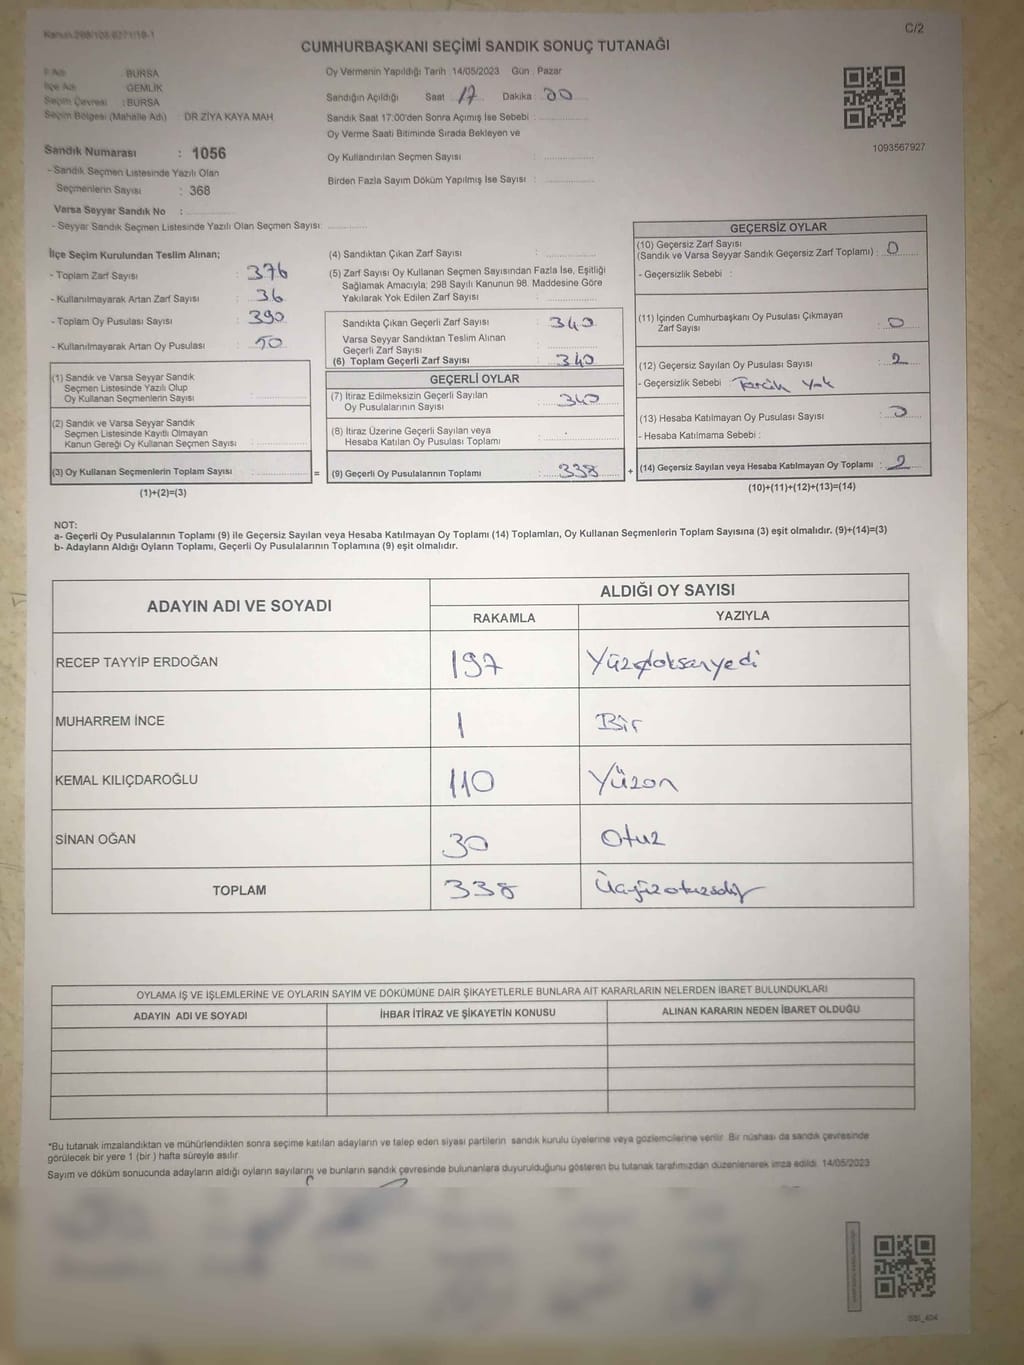 Kanun:298/105-6271/19-1
C/2
CUMHURBAŞKANI SEÇİMİ SANDIK SONUÇ TUTANAĞI
İl Adı : BURSA
İlçe Adı : GEMLİK
Seçim Çevresi : BURSA
Seçim Bölgesi (Mahalle Adı) : DR ZİYA KAYA MAH.
Sandık Numarası : 1056
- Sandık Seçmen Listesinde Yazılı Olan
Seçmenlerin Sayısı : 368
Varsa Seyyar Sandık No :
- Seyyar Sandık Seçmen Listesinde Yazılı Olan Seçmen Sayısı:
Oy Vermenin Yapıldığı Tarih 14/05/2023 Gün Pazar
Sandığın Açıldığı Saat 17 Dakika 00
Sandık Saat 17:00'den Sonra Açımış İse Sebebi :
Oy Verme Saati Bitiminde Sırada Bekleyen ve
Oy Kullandırılan Seçmen Sayısı :
Birden Fazla Sayım Döküm Yapılmış İse Sayısı :
1093567927
İlçe Seçim Kurulundan Teslim Alınan;
- Toplam Zarf Sayısı : 376
- Kullanılmayarak Artan Zarf Sayısı : 36
- Toplam Oy Pusulası Sayısı : 390
- Kullanılmayarak Artan Oy Pusulası : 50
(1) Sandık ve Varsa Seyyar Sandık
Seçmen Listesinde Yazılı Olup
Oy Kullanan Seçmenlerin Sayısı :
(2) Sandık ve Varsa Seyyar Sandık
Seçmen Listesinde Kayıtlı Olmayan
Kanun Gereği Oy Kullanan Seçmen Sayısı :
(3) Oy Kullanan Seçmenlerin Toplam Sayısı :
(1)+(2)=(3)
(4) Sandıktan Çıkan Zarf Sayısı :
(5) Zarf Sayısı Oy Kullanan Seçmen Sayısından Fazla İse, Eşitliği
Sağlamak Amacıyla; 298 Sayılı Kanunun 98. Maddesine Göre
Yakılarak Yok Edilen Zarf Sayısı :
Sandıkta Çıkan Geçerli Zarf Sayısı : 340
Varsa Seyyar Sandıktan Teslim Alınan
Geçerli Zarf Sayısı :
(6) Toplam Geçerli Zarf Sayısı : 340
GEÇERLİ OYLAR
(7) İtiraz Edilmeksizin Geçerli Sayılan
Oy Pusulalarının Sayısı : 340
(8) İtiraz Üzerine Geçerli Sayılan veya
Hesaba Katılan Oy Pusulası Toplamı :
= (9) Geçerli Oy Pusulalarının Toplamı : 338
GEÇERSİZ OYLAR
(10) Geçersiz Zarf Sayısı
(Sandık ve Varsa Seyyar Sandık Geçersiz Zarf Toplamı) : 0
- Geçersizlik Sebebi :
(11) İçinden Cumhurbaşkanı Oy Pusulası Çıkmayan
Zarf Sayısı : 0
(12) Geçersiz Sayılan Oy Pusulası Sayısı : 2
- Geçersizlik Sebebi : Tercih Yok
(13) Hesaba Katılmayan Oy Pusulası Sayısı : 0
- Hesaba Katılmama Sebebi :
+ (14) Geçersiz Sayılan veya Hesaba Katılmayan Oy Toplamı : 2
(10)+(11)+(12)+(13)=(14)
NOT:
a- Geçerli Oy Pusulalarının Toplamı (9) ile Geçersiz Sayılan veya Hesaba Katılmayan Oy Toplamı (14) Toplamları, Oy Kullanan Seçmenlerin Toplam Sayısına (3) eşit olmalıdır. (9)+(14)=(3)
b- Adayların Aldığı Oyların Toplamı, Geçerli Oy Pusulalarının Toplamına (9) eşit olmalıdır.
ADAYIN ADI VE SOYADI
ALDIĞI OY SAYISI
RAKAMLA YAZIYLA
RECEP TAYYİP ERDOĞAN 197 Yüzdoksanyedi
MUHARREM İNCE 1 Bir
KEMAL KILIÇDAROĞLU 110 Yüzon
SİNAN OĞAN 30 Otuz
TOPLAM 338 Üçyüzotuzsekiz
OYLAMA İŞ VE İŞLEMLERİNE VE OYLARIN SAYIM VE DÖKÜMÜNE DAİR ŞİKAYETLERLE BUNLARA AİT KARARLARIN NELERDEN İBARET BULUNDUKLARI
ADAYIN ADI VE SOYADI İHBAR İTİRAZ VE ŞİKAYETİN KONUSU ALINAN KARARIN NEDEN İBARET OLDUĞU
*Bu tutanak imzalandıktan ve mühürlendikten sonra seçime katılan adayların ve talep eden siyasi partilerin sandık kurulu üyelerine veya gözlemcilerine verilir. Bir nüshası da sandık çevresinde
görülecek bir yere 1 (bir) hafta süreyle asılır.
Sayım ve döküm sonucunda adayların aldığı oyların sayılarını ve bunların sandık çevresinde bulunanlara duyurulduğunu gösteren bu tutanak tarafımızdan düzenlenerek imza edildi. 14/05/2023